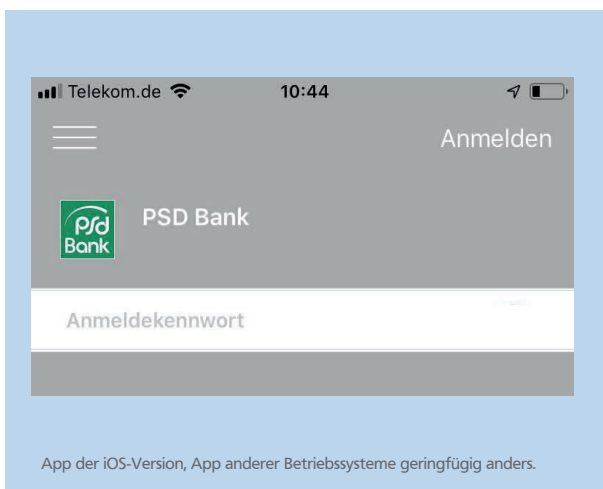 Telekom.de 10:44
Anmelden
psd
Bank
PSD Bank
Anmeldekennwort
App der iOS-Version, App anderer Betriebssysteme geringfügig anders.